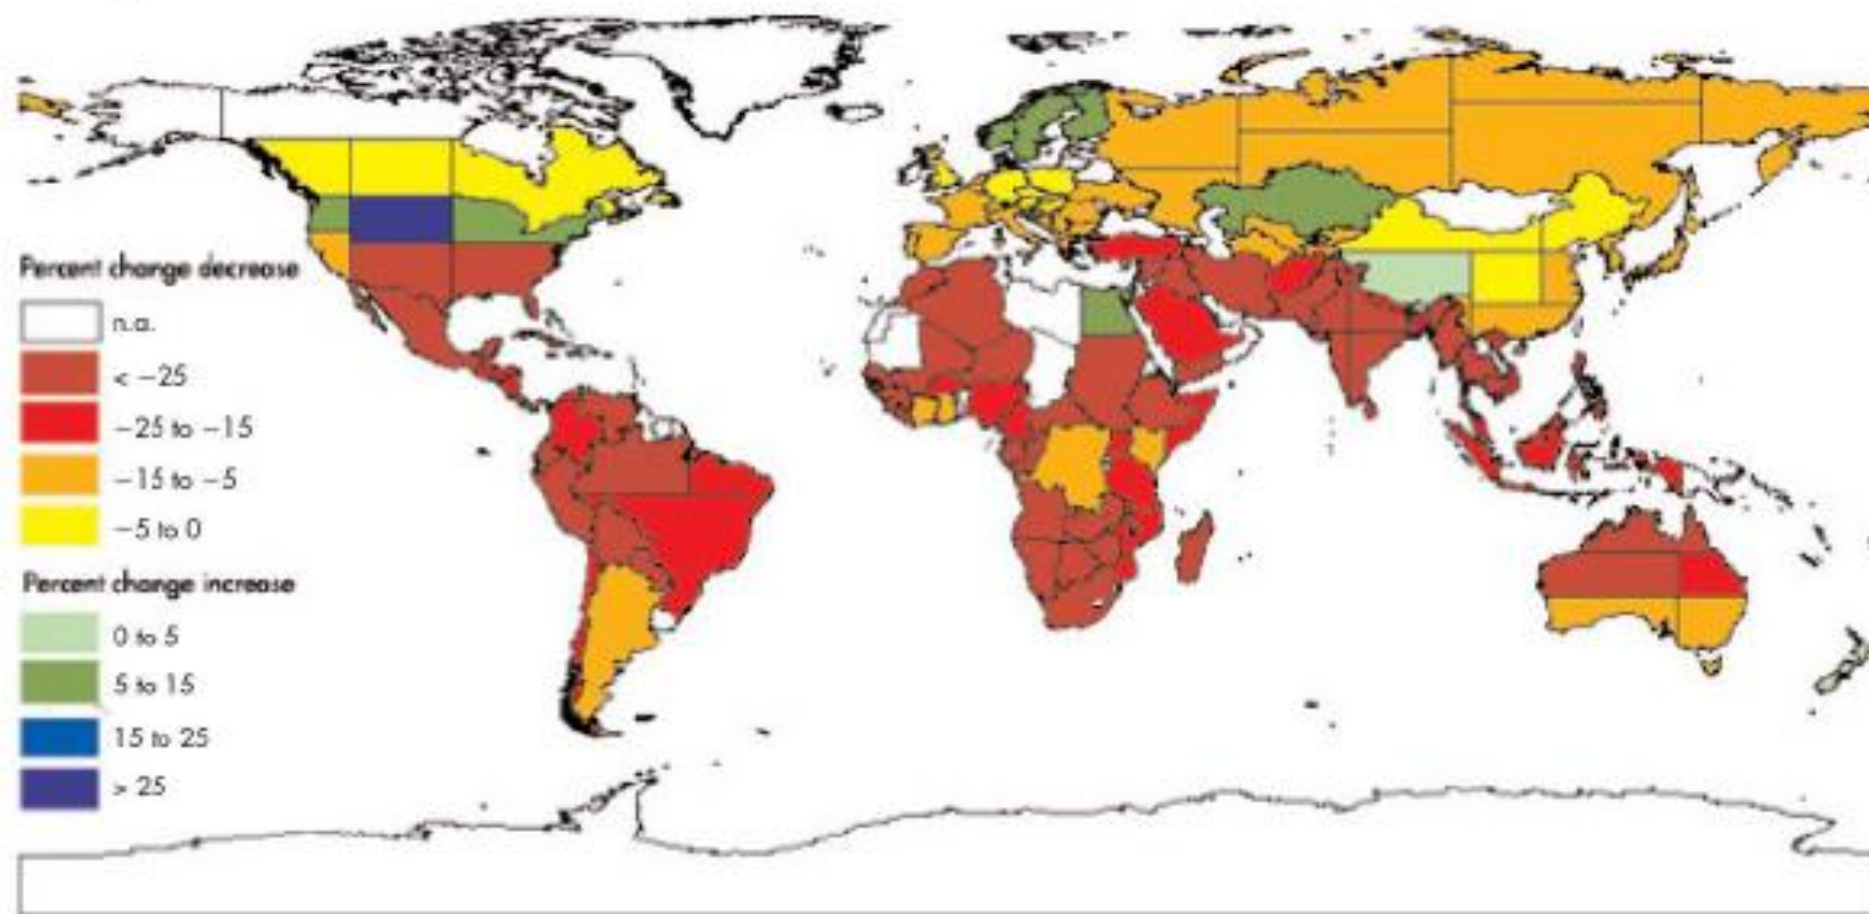 Percent change decrease
n.a.
< −25
−25 to −15
−15 to −5
−5 to 0
Percent change increase
0 to 5
5 to 15
15 to 25
> 25